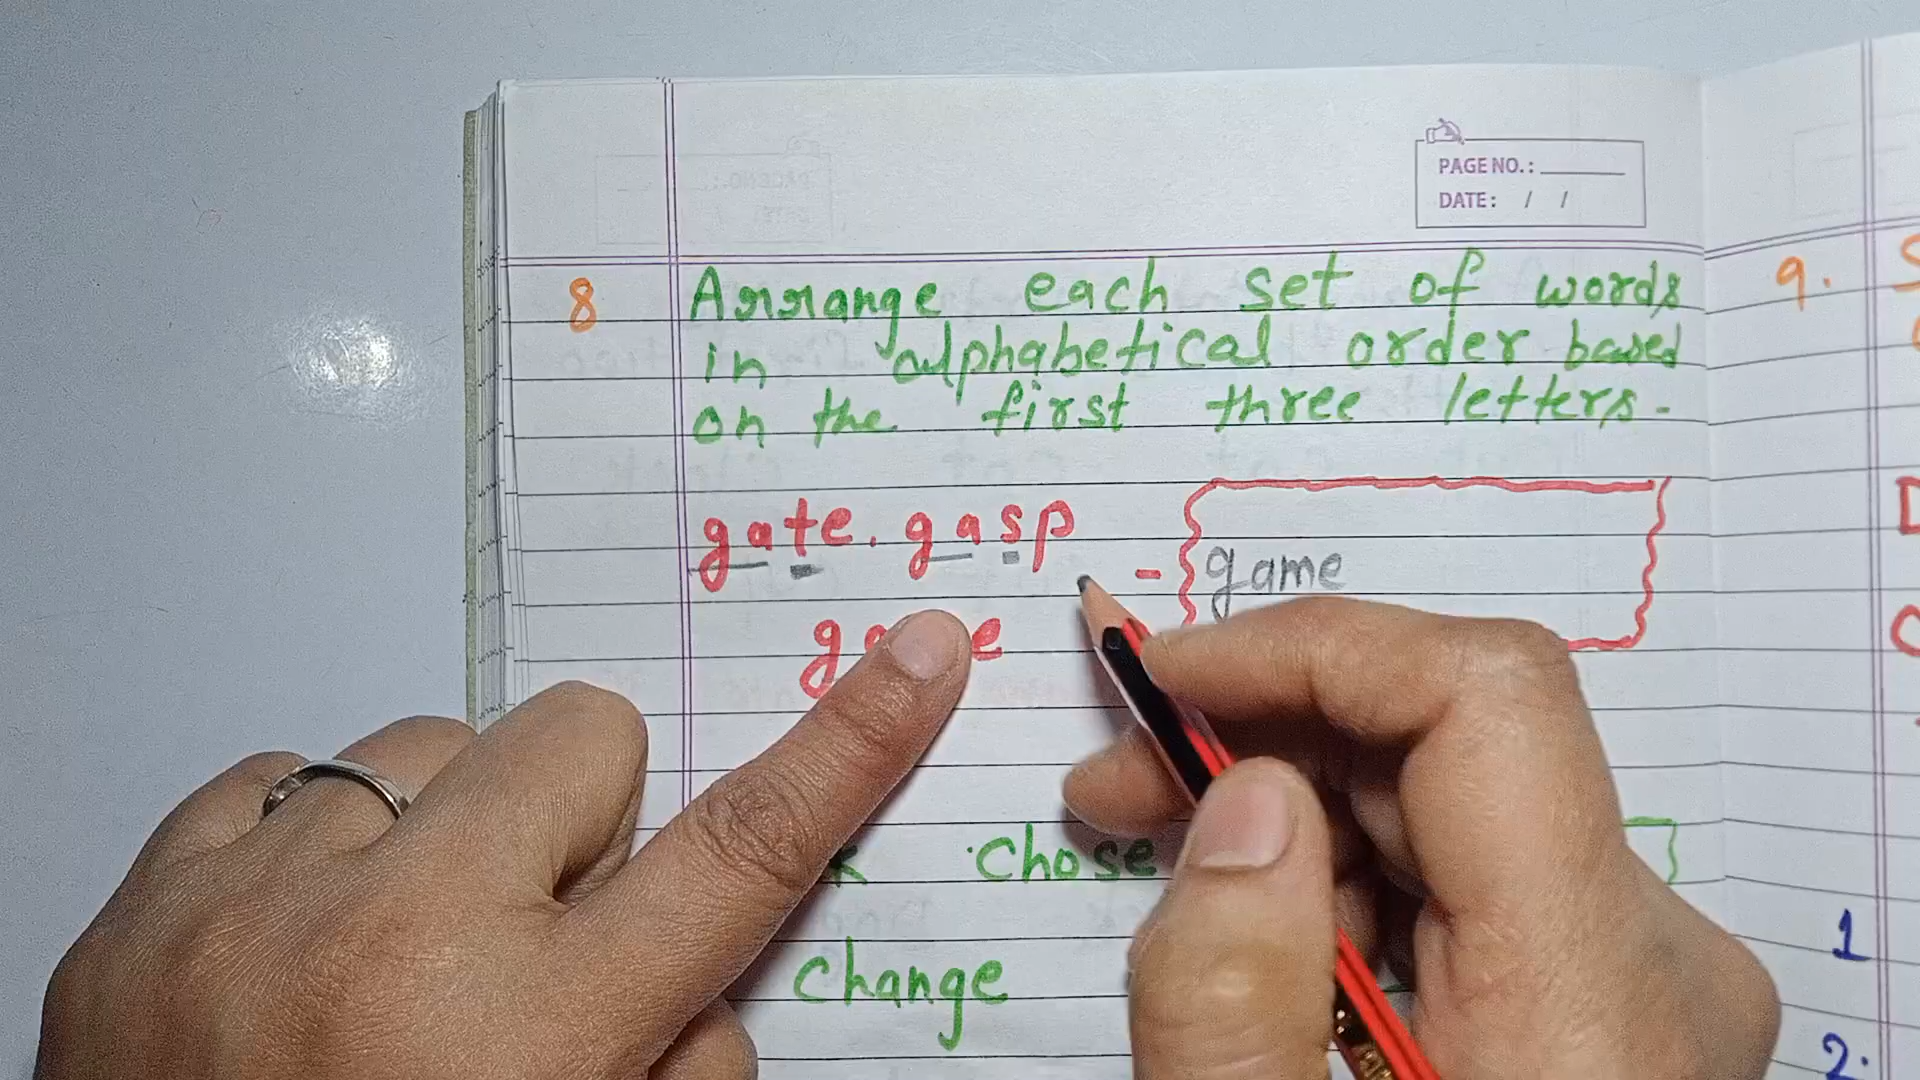 PAGE NO.:
DATE: / /
8 Arrange each set of words
in alphabetical order based
on the first three letters.
gate. gasp - game
Chose
Change
9.
1
2.